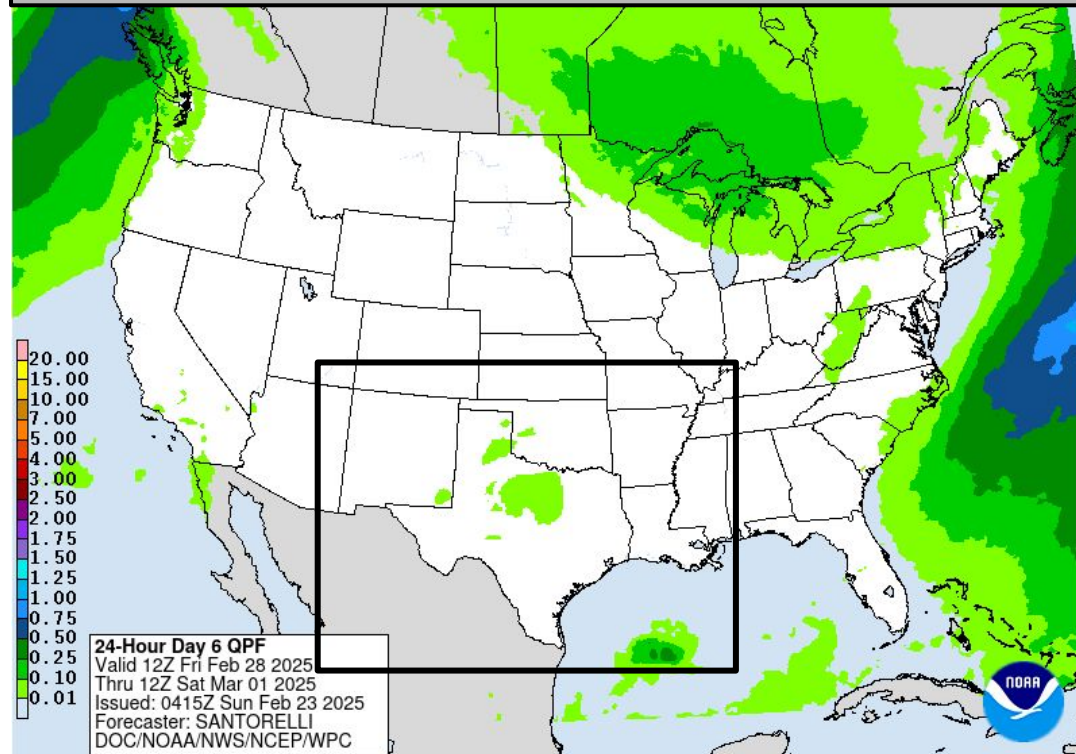 20.00
15.00
10.00
7.00
5.00
4.00
3.00
2.50
2.00
1.75
1.50
1.25
1.00
0.75
0.50
0.25
0.10
0.01
24-Hour Day 6 QPF
Valid 12Z Fri Feb 28 2025
Thru 12Z Sat Mar 01 2025
Issued: 0415Z Sun Feb 23 2025
Forecaster: SANTORELLI
DOC/NOAA/NWS/NCEP/WPC
NOAA